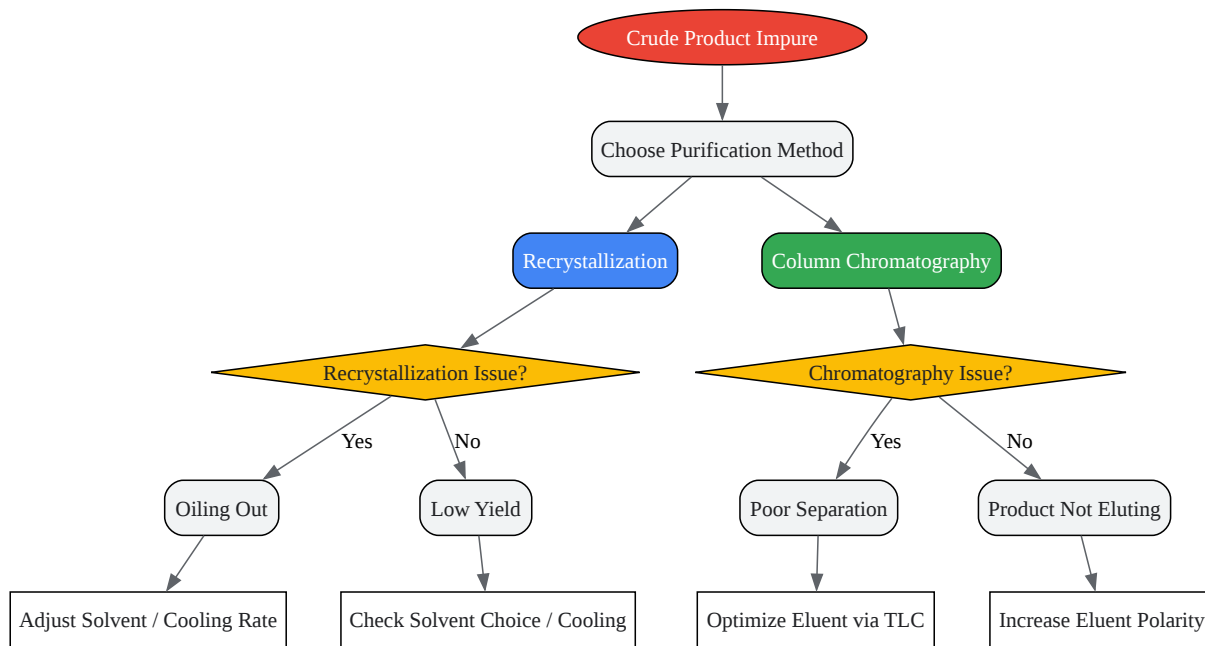 Crude Product Impure
Choose Purification Method
Recrystallization
Column Chromatography
Recrystallization Issue?
Chromatography Issue?
Yes
No
Yes
No
Oiling Out
Low Yield
Poor Separation
Product Not Eluting
Adjust Solvent / Cooling Rate
Check Solvent Choice / Cooling
Optimize Eluent via TLC
Increase Eluent Polarity